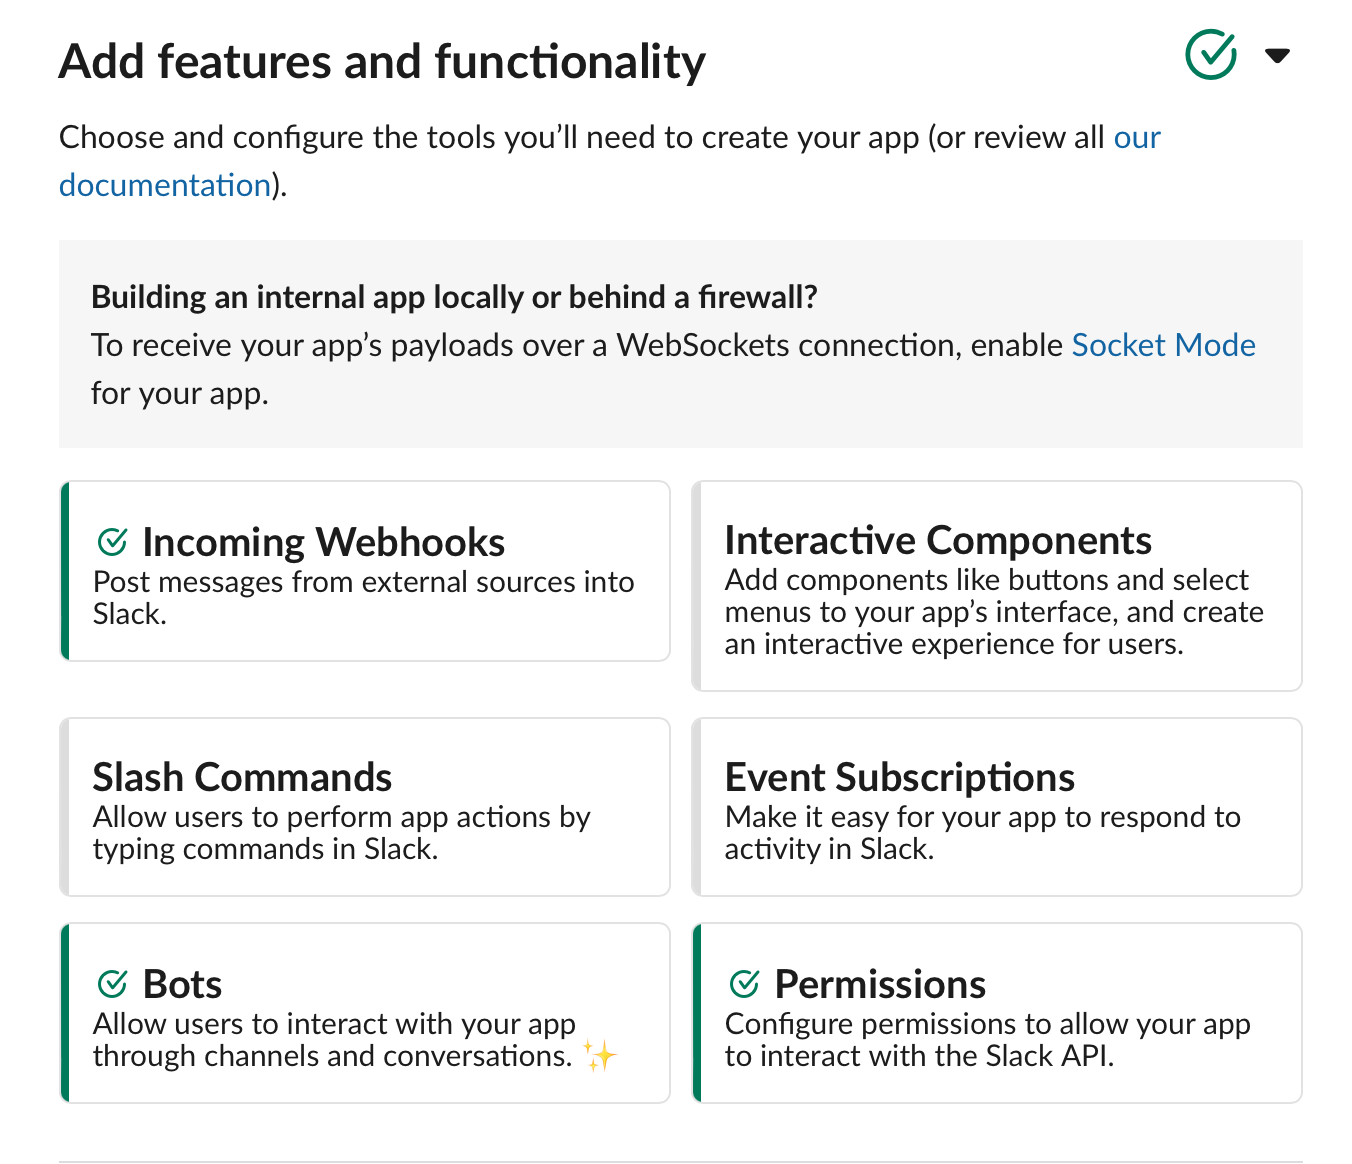 Add features and functionality
Choose and configure the tools you’ll need to create your app (or review all our
documentation).
Building an internal app locally or behind a firewall?
To receive your app’s payloads over a WebSockets connection, enable Socket Mode
for your app.
Incoming Webhooks
Post messages from external sources into
Slack.
Interactive Components
Add components like buttons and select
menus to your app’s interface, and create
an interactive experience for users.
Slash Commands
Allow users to perform app actions by
typing commands in Slack.
Event Subscriptions
Make it easy for your app to respond to
activity in Slack.
Bots
Allow users to interact with your app
through channels and conversations. ✨
Permissions
Configure permissions to allow your app
to interact with the Slack API.